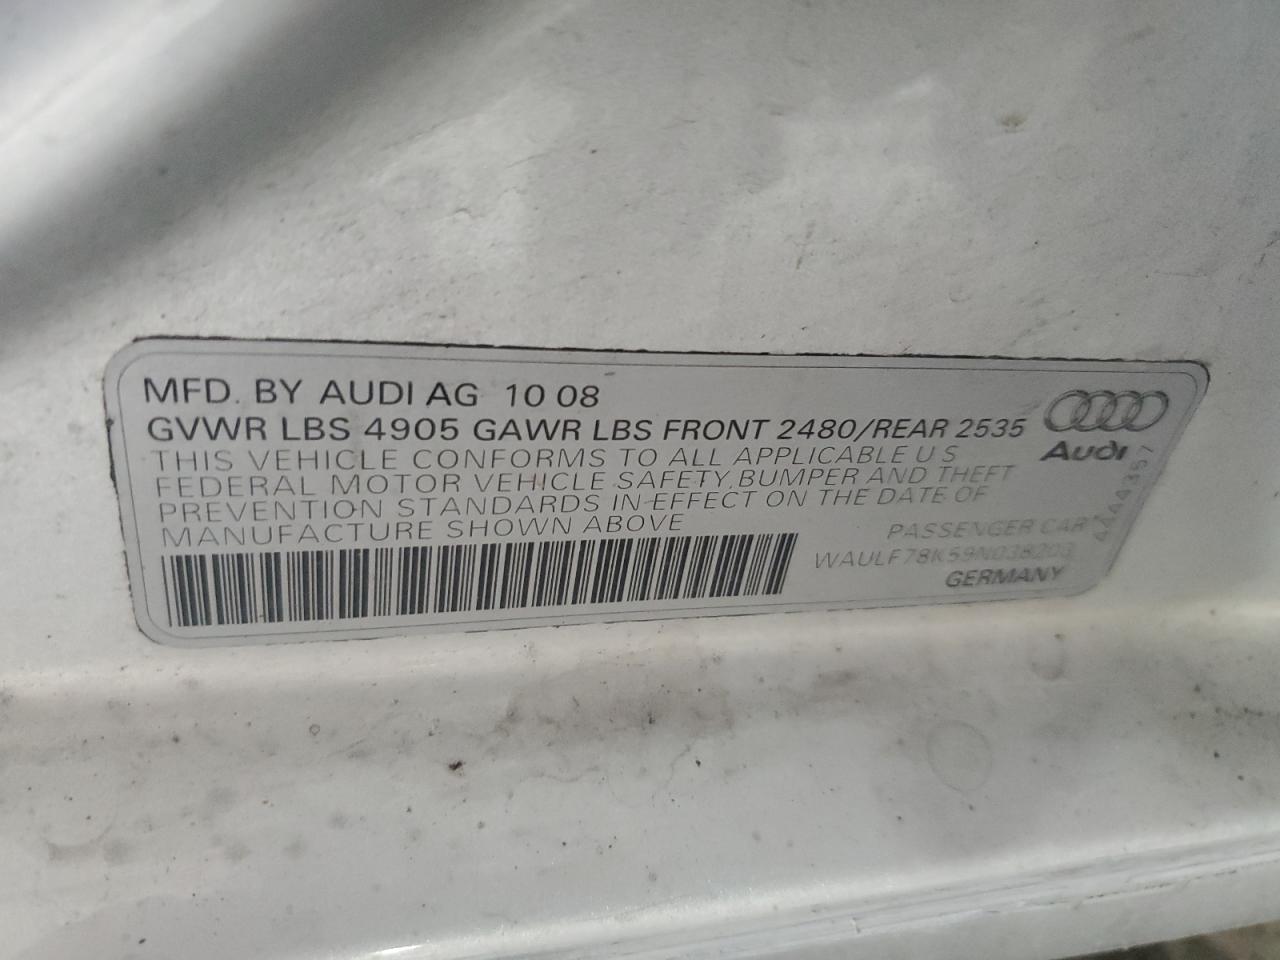 MFD. BY AUDI AG 10 08
GVWR LBS 4905 GAWR LBS FRONT 2480/REAR 2535
THIS VEHICLE CONFORMS TO ALL APPLICABLE U S
FEDERAL MOTOR VEHICLE SAFETY, BUMPER AND THEFT
PREVENTION STANDARDS IN EFFECT ON THE DATE OF
MANUFACTURE SHOWN ABOVE
Audi
PASSENGER CAR
WAULF78K59N038203
GERMANY